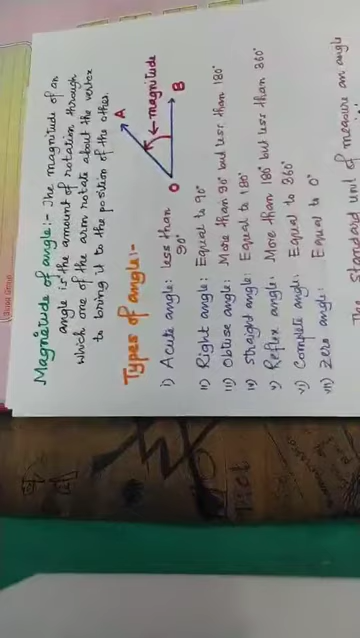 Magnitude of angle:- The magnitude of an
angle is the amount of rotation through
which one of the arm rotate about the vertex
to bring it to the position of the other.
A
magnitude
O
B
Types of angle:-
i) Acute angle: less than
90°
ii) Right angle: Equal to 90°
iii) Obtuse angle: More than 90° but less than 180°
iv) straight angle: Equal to 180°
v) Reflex angle: More than 180° but less than 360°
vi) Complete angle: Equal to 360°
vii) Zero angle: Equal to 0°
standard unit of measure an angle
Pict